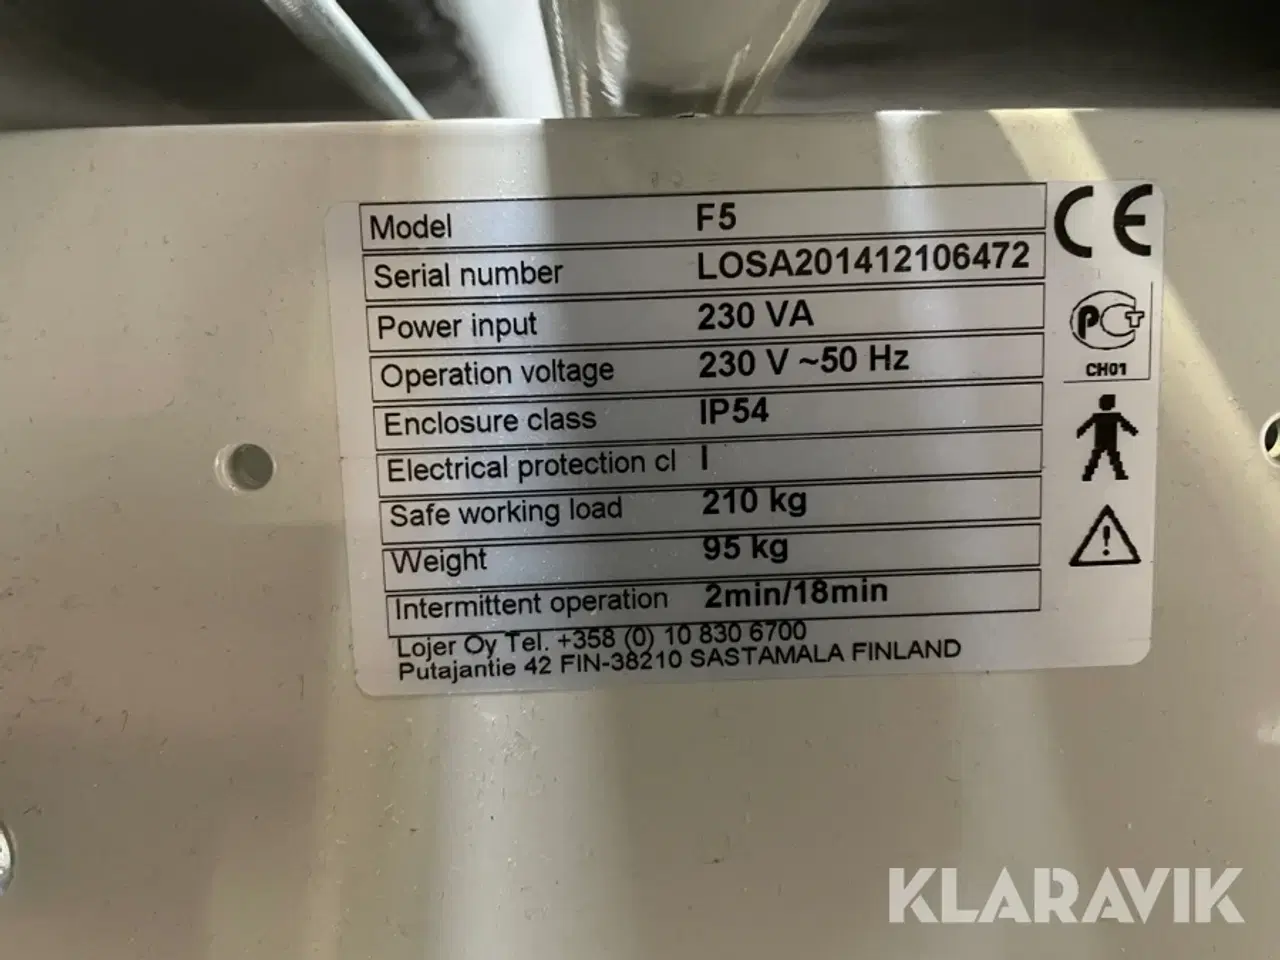 Model F5
Serial number LOSA201412106472
Power input 230 VA
Operation voltage 230 V ~50 Hz
Enclosure class IP54
Electrical protection cl I
Safe working load 210 kg
Weight 95 kg
Intermittent operation 2min/18min
Lojer Oy Tel. +358 (0) 10 830 6700
Putajantie 42 FIN-38210 SASTAMALA FINLAND
CE
PCT
CH01
KLARAVIK